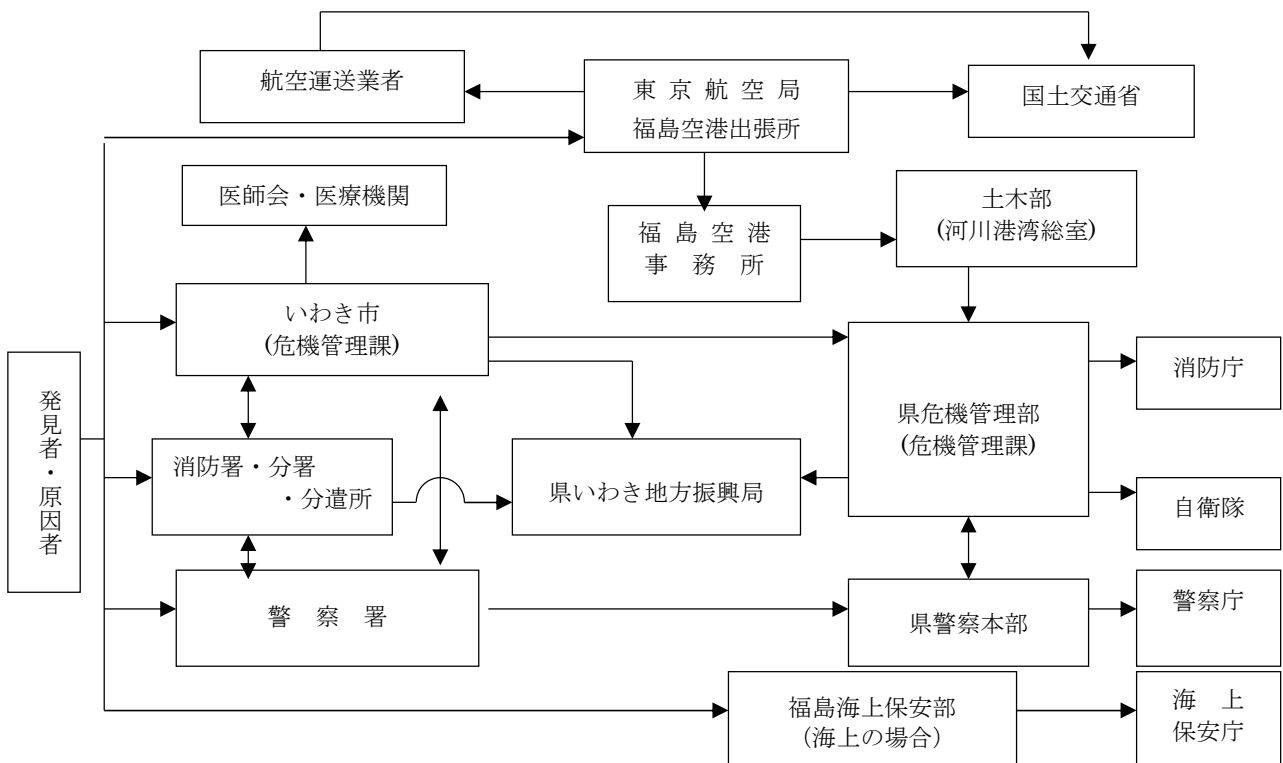 航空運送業者
東 京 航 空 局
福島空港出張所
国土交通省
医師会・医療機関
福 島 空 港
事 務 所
土木部
(河川港湾総室)
いわき市
(危機管理課)
発見者・原因者
消防署・分署
・分遣所
県いわき地方振興局
県危機管理部
(危機管理課)
消防庁
自衛隊
警 察 署
県警察本部
警察庁
福島海上保安部
（海上の場合）
海 上
保安庁